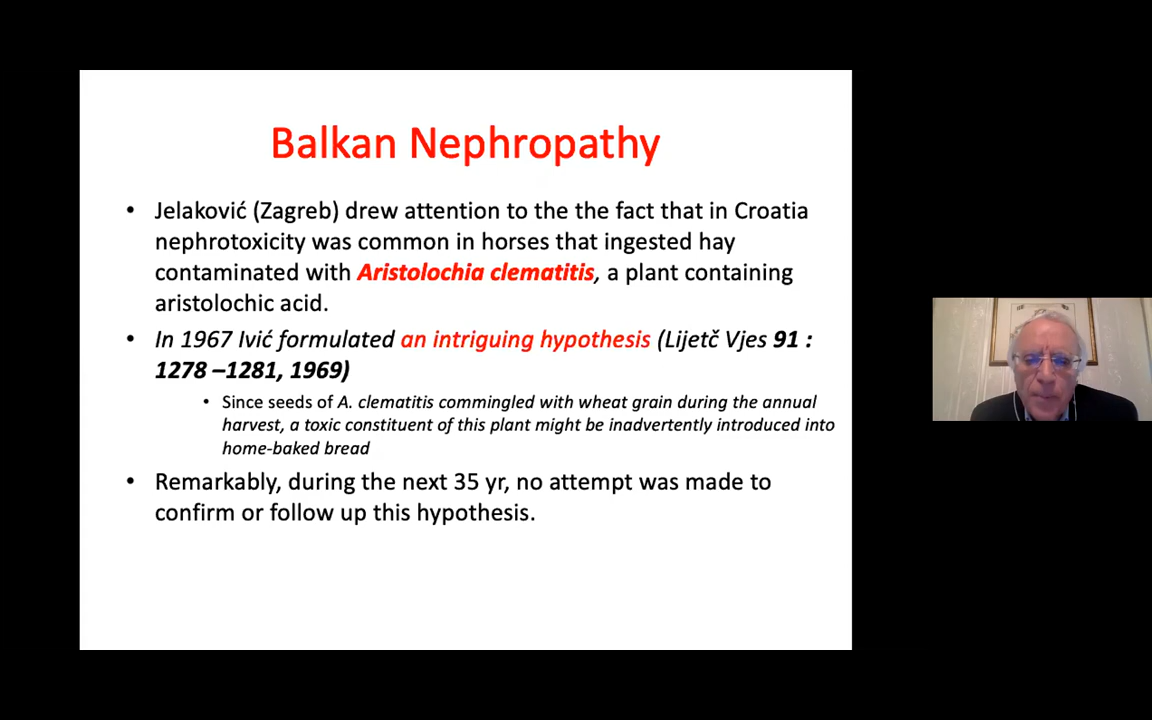 Balkan Nephropathy
• Jelaković (Zagreb) drew attention to the the fact that in Croatia
nephrotoxicity was common in horses that ingested hay
contaminated with Aristolochia clematitis, a plant containing
aristolochic acid.
• In 1967 Ivić formulated an intriguing hypothesis (Lijetč Vjes 91 :
1278 –1281, 1969)
• Since seeds of A. clematitis commingled with wheat grain during the annual
harvest, a toxic constituent of this plant might be inadvertently introduced into
home-baked bread
• Remarkably, during the next 35 yr, no attempt was made to
confirm or follow up this hypothesis.